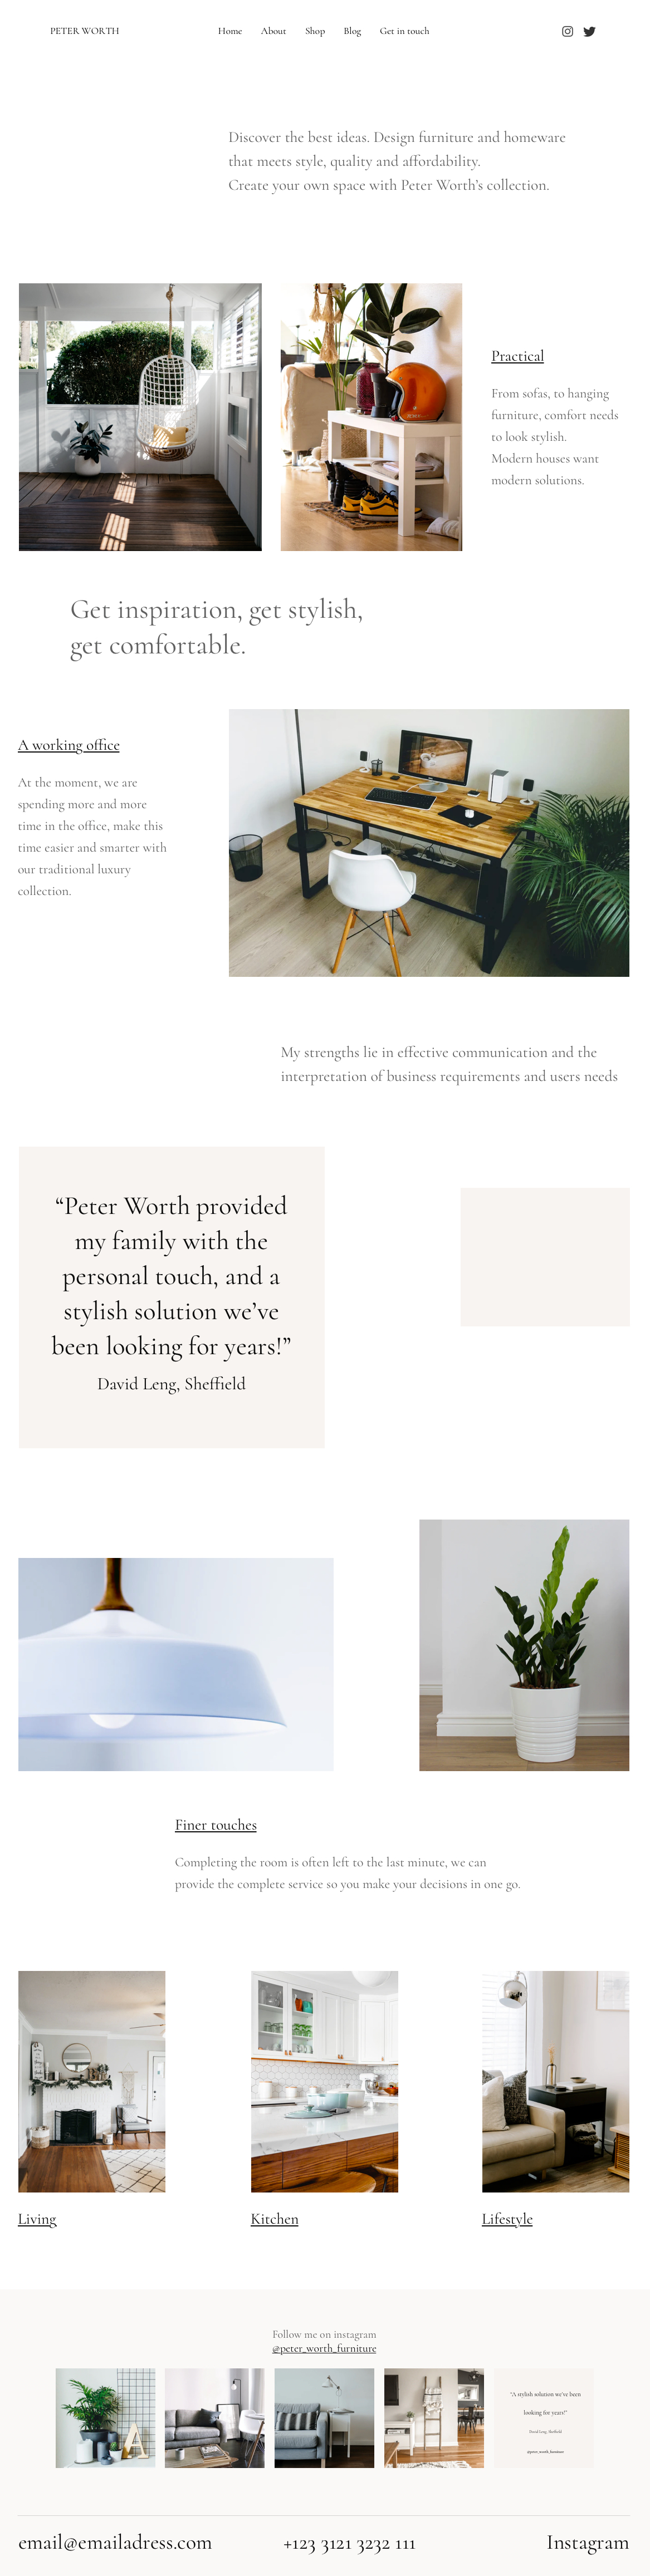 PETER WORTH
Home About Shop Blog Get in touch
Discover the best ideas. Design furniture and homeware
that meets style, quality and affordability.
Create your own space with Peter Worth’s collection.
Practical
From sofas, to hanging
furniture, comfort needs
to look stylish.
Modern houses want
modern solutions.
Get inspiration, get stylish,
get comfortable.
A working office
At the moment, we are
spending more and more
time in the office, make this
time easier and smarter with
our traditional luxury
collection.
My strengths lie in effective communication and the
interpretation of business requirements and users needs
“Peter Worth provided
my family with the
personal touch, and a
stylish solution we’ve
been looking for years!”
David Leng, Sheffield
Finer touches
Completing the room is often left to the last minute, we can
provide the complete service so you make your decisions in one go.
Living
Kitchen
Lifestyle
Follow me on instagram
@peter_worth_furniture
“A stylish solution we’ve been
looking for years!”
David Leng, Sheffield
@peter_worth_furniture
email@emailadress.com
+123 3121 3232 111
Instagram